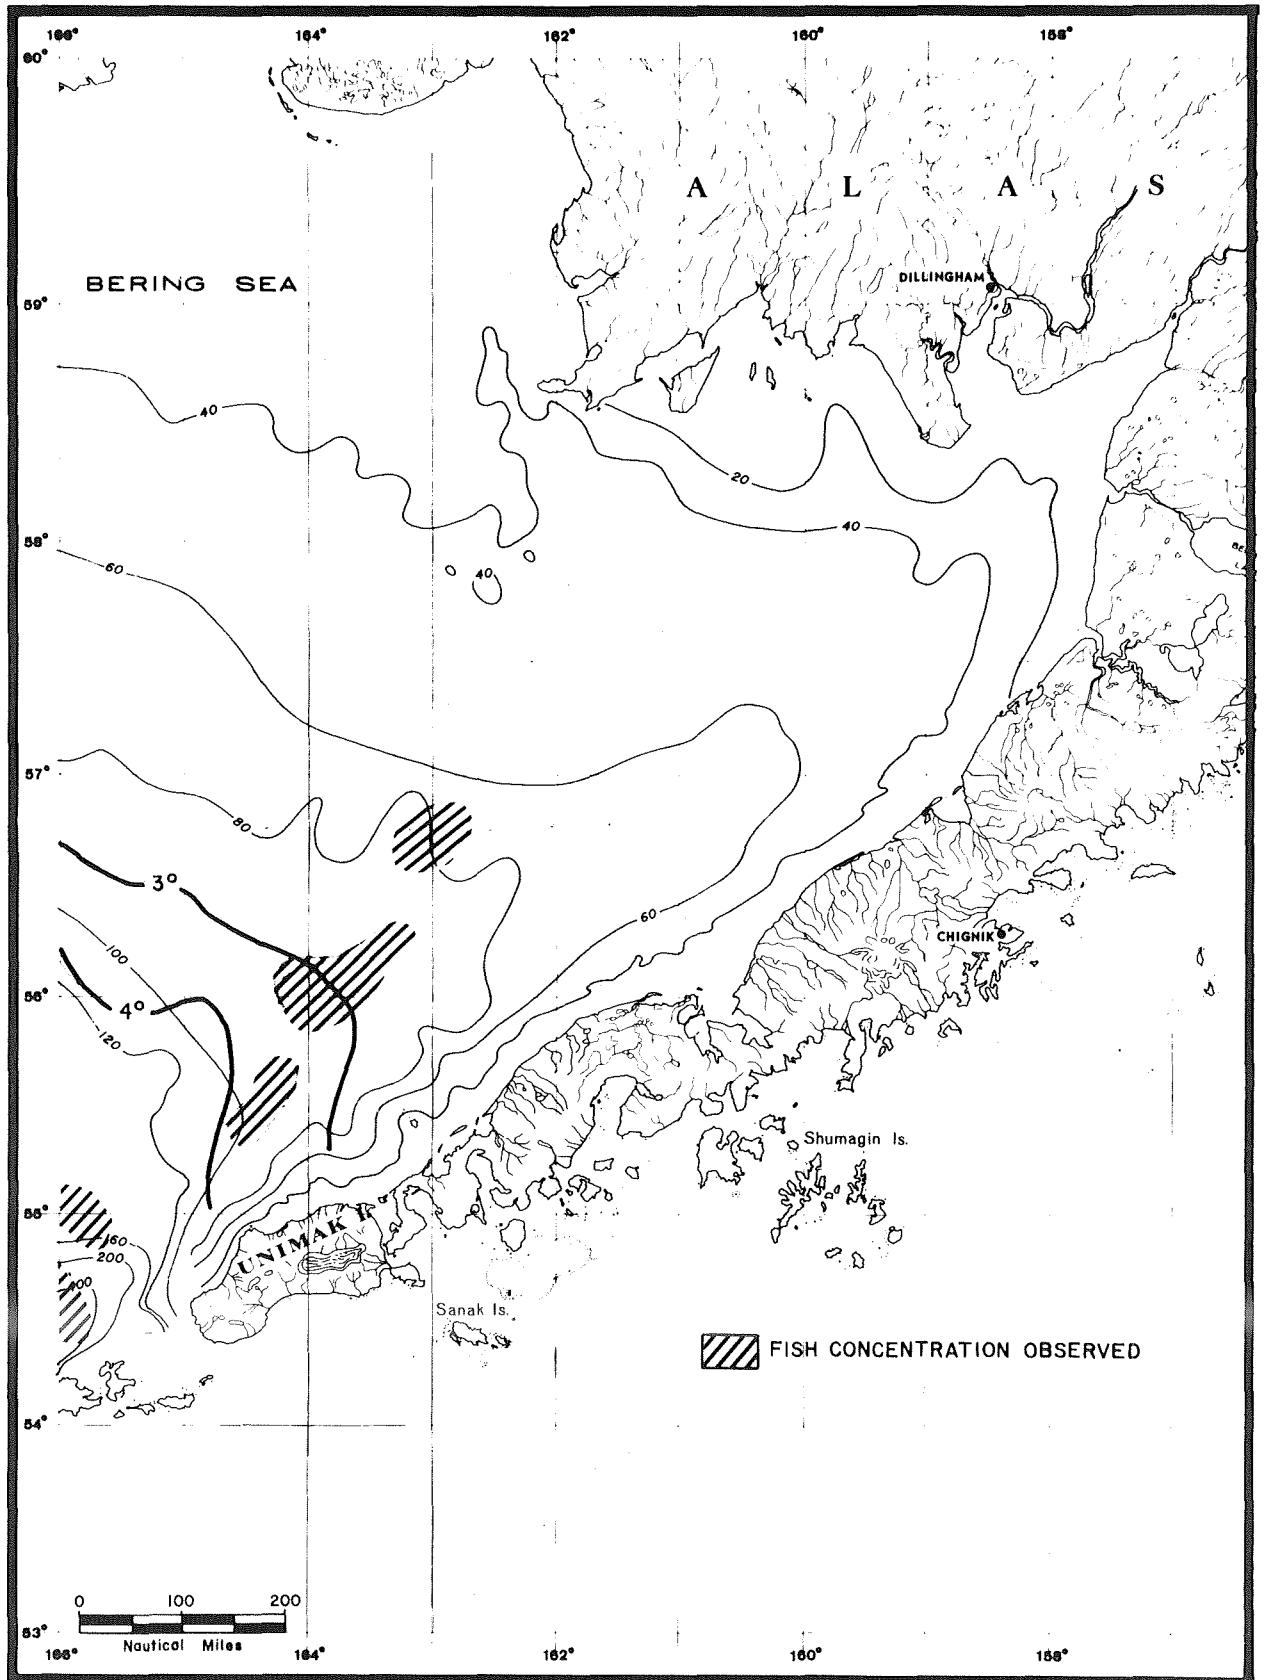 166° 164° 162° 160° 158°
60°
A L A S
DILLINGHAM
BERING SEA
59°
40
20
40
58°
60
40
57°
80
3°
60
100
CHIGNIK
56°
4°
120
Shumagin Is.
55°
160
UNIMAK I.
200
400
Sanak Is.
FISH CONCENTRATION OBSERVED
54°
0 100 200
53°
Nautical Miles
166° 164° 162° 160° 158°